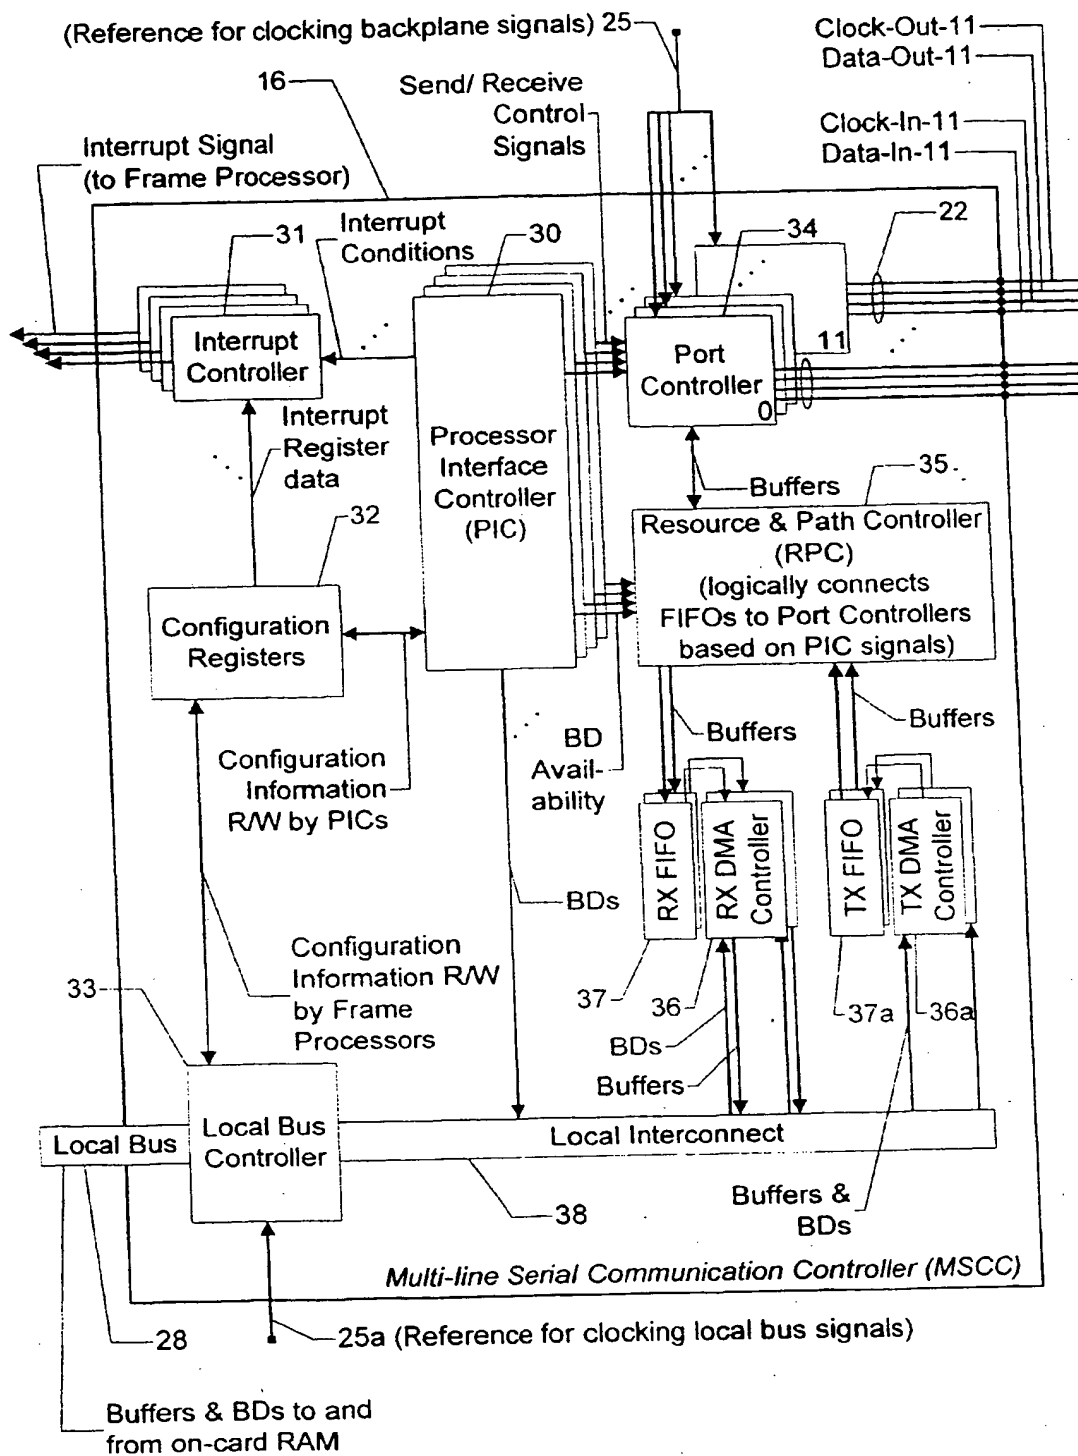 (Reference for clocking backplane signals) 25
Clock-Out-11
Data-Out-11
16
Send/ Receive
Control
Signals
Clock-In-11
Data-In-11
Interrupt Signal
(to Frame Processor)
31
Interrupt
Conditions
30
34
22
Interrupt
Controller
Port
Controller
11
0
Interrupt
Register
data
Processor
Interface
Controller
(PIC)
Buffers
35
32
Resource & Path Controller
(RPC)
(logically connects
FIFOs to Port Controllers
based on PIC signals)
Configuration
Registers
Buffers
Buffers
BD
Avail-
ability
Configuration
Information
R/W by PICs
RX FIFO
RX DMA
Controller
TX FIFO
TX DMA
Controller
BDs
Configuration
Information R/W
by Frame
Processors
33
37
36
37a
36a
BDs
Buffers
Local Bus
Local Bus
Controller
Local Interconnect
38
Buffers &
BDs
Multi-line Serial Communication Controller (MSCC)
28
25a (Reference for clocking local bus signals)
Buffers & BDs to and
from on-card RAM